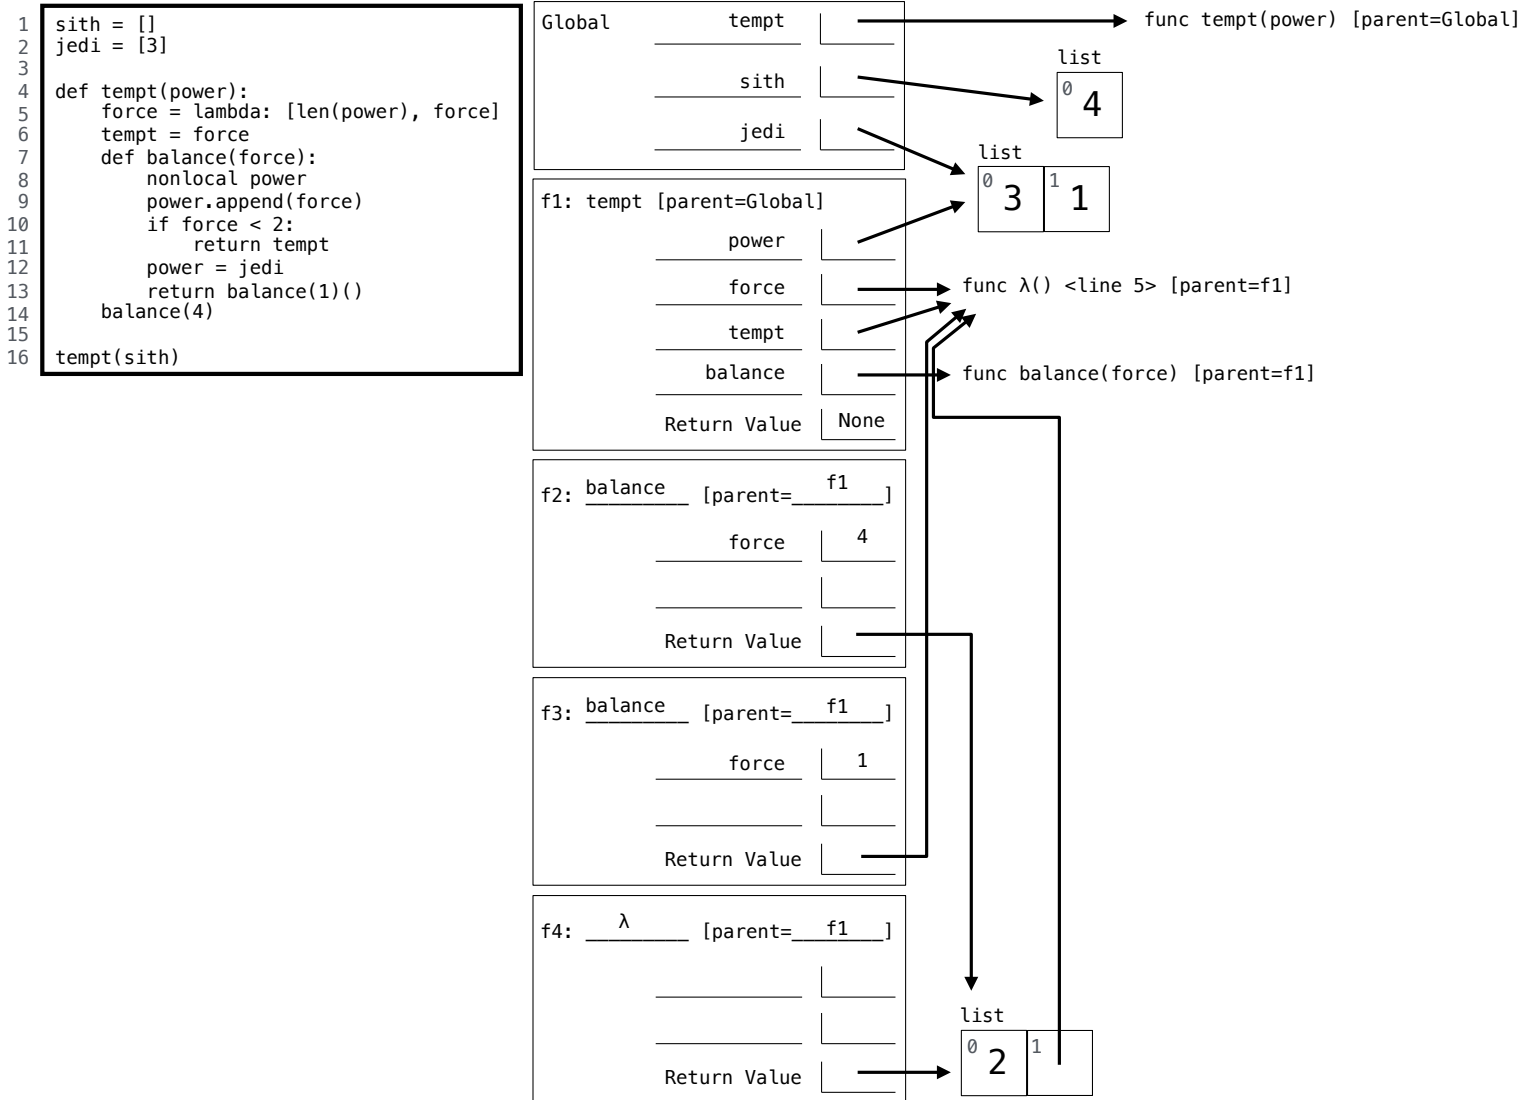 1 sith = []
2 jedi = [3]
3
4 def tempt(power):
5     force = lambda: [len(power), force]
6     tempt = force
7     def balance(force):
8         nonlocal power
9         power.append(force)
10         if force < 2:
11             return tempt
12         power = jedi
13         return balance(1)()
14     balance(4)
15
16 tempt(sith)
Global
tempt
func tempt(power) [parent=Global]
sith
list
0 4
jedi
list
0 3 1 1
f1: tempt [parent=Global]
power
force
func λ() <line 5> [parent=f1]
tempt
balance
func balance(force) [parent=f1]
Return Value None
f2: balance [parent=f1]
force 4
Return Value
f3: balance [parent=f1]
force 1
Return Value
f4: λ [parent=f1]
list
0 2 1
Return Value